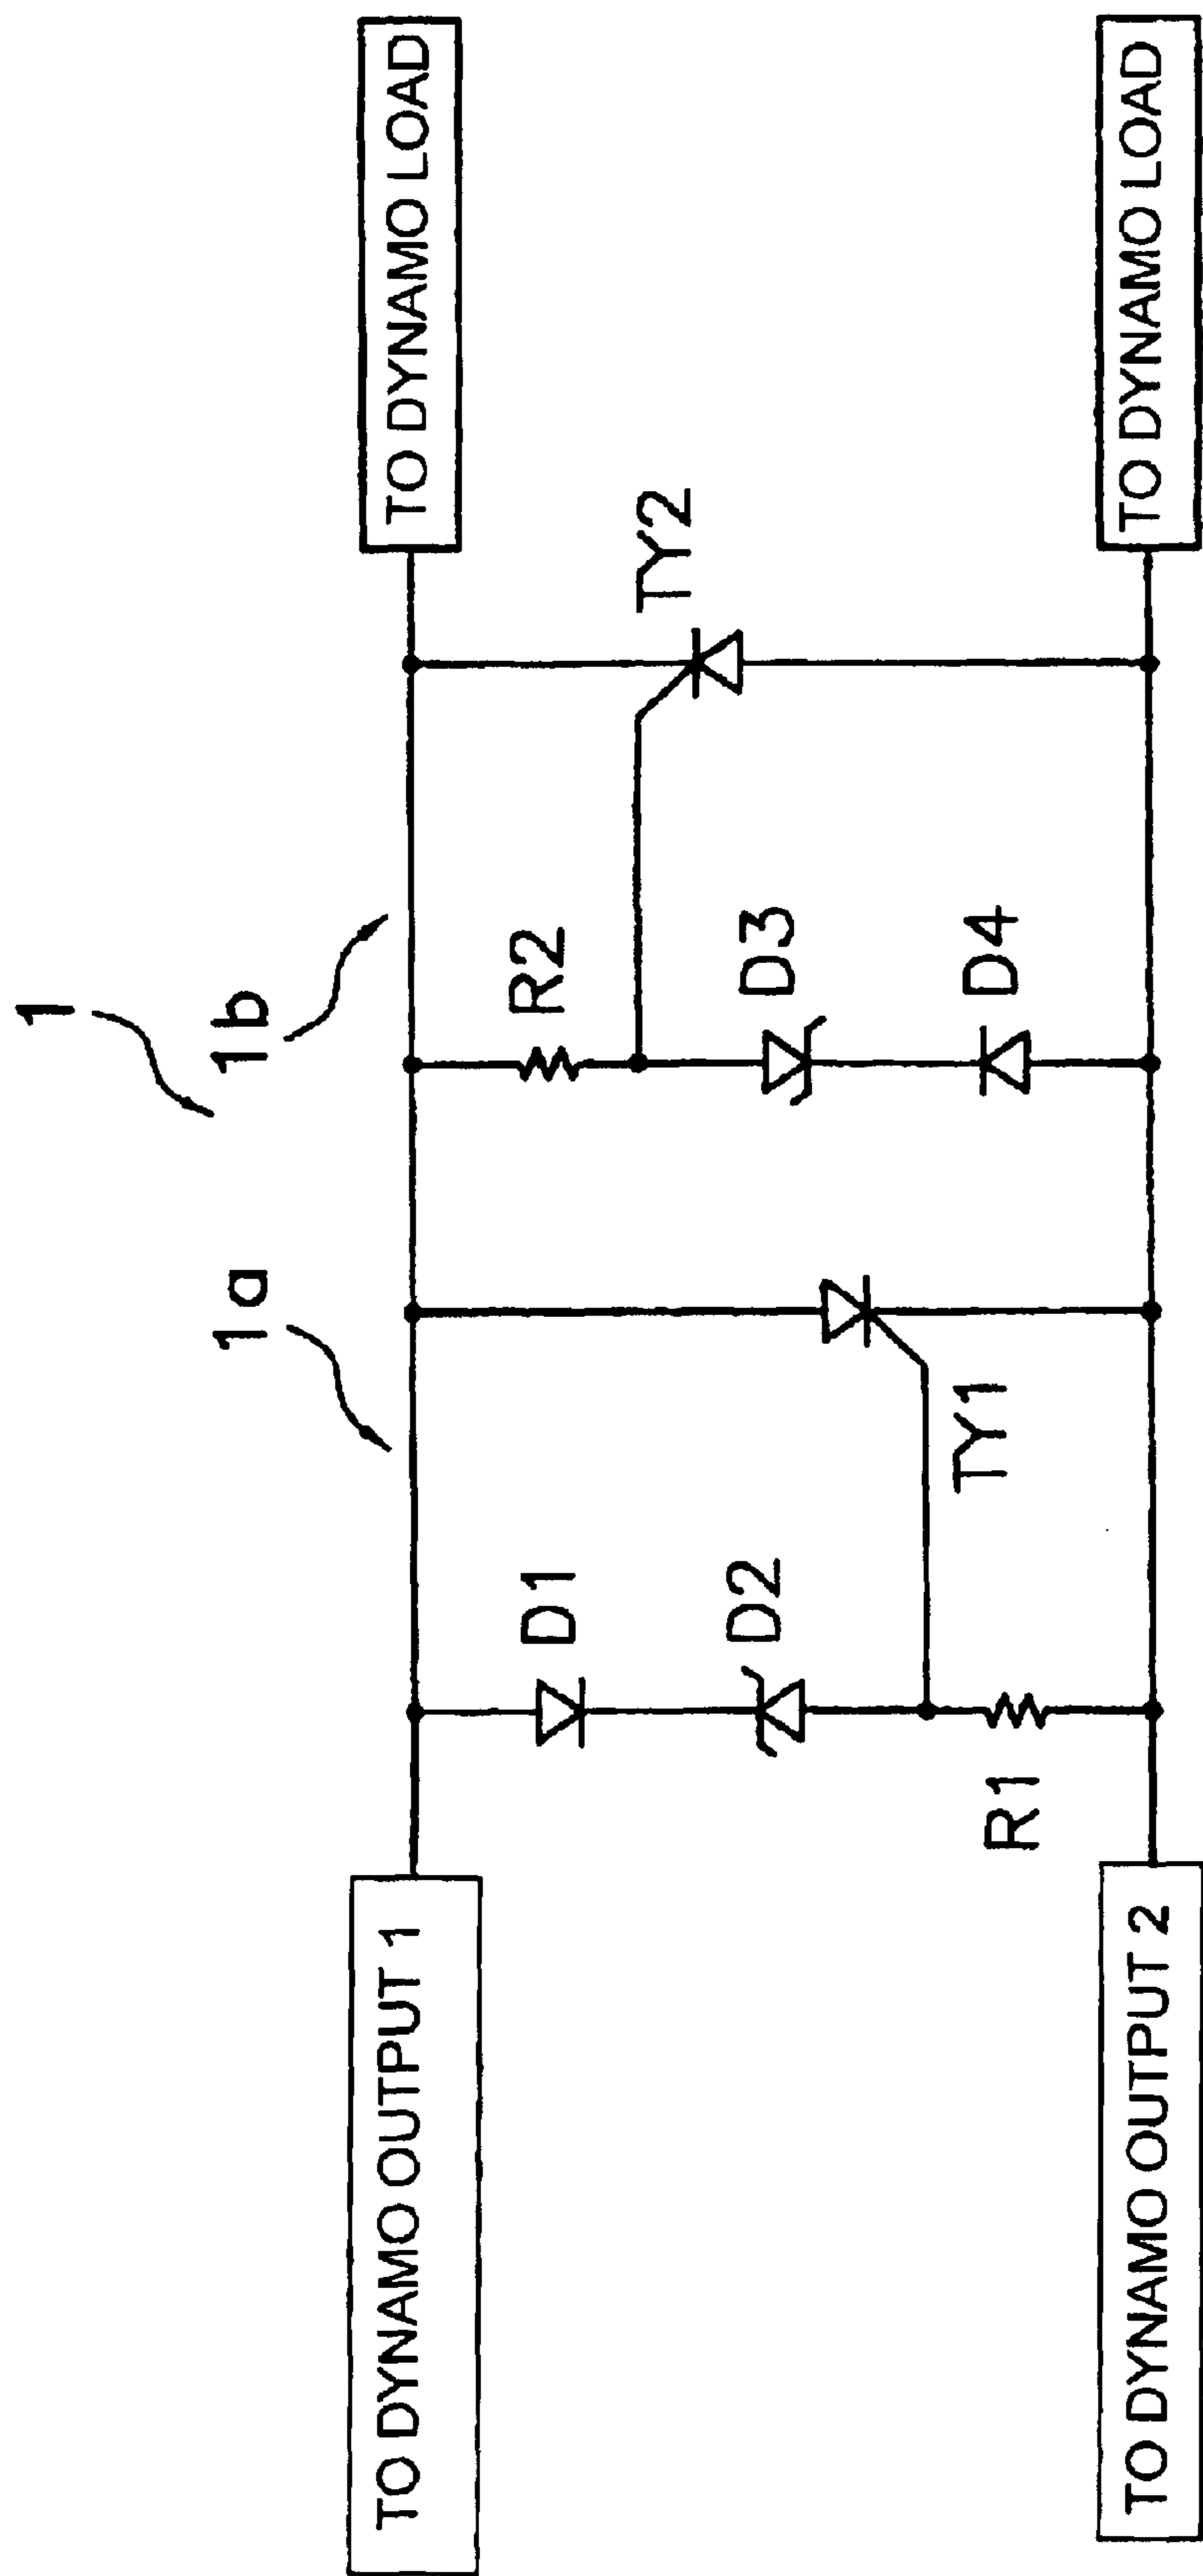 1
1a
1b
TO DYNAMO OUTPUT 1
TO DYNAMO LOAD
D1
D2
R1
TY1
R2
D3
D4
TY2
TO DYNAMO OUTPUT 2
TO DYNAMO LOAD